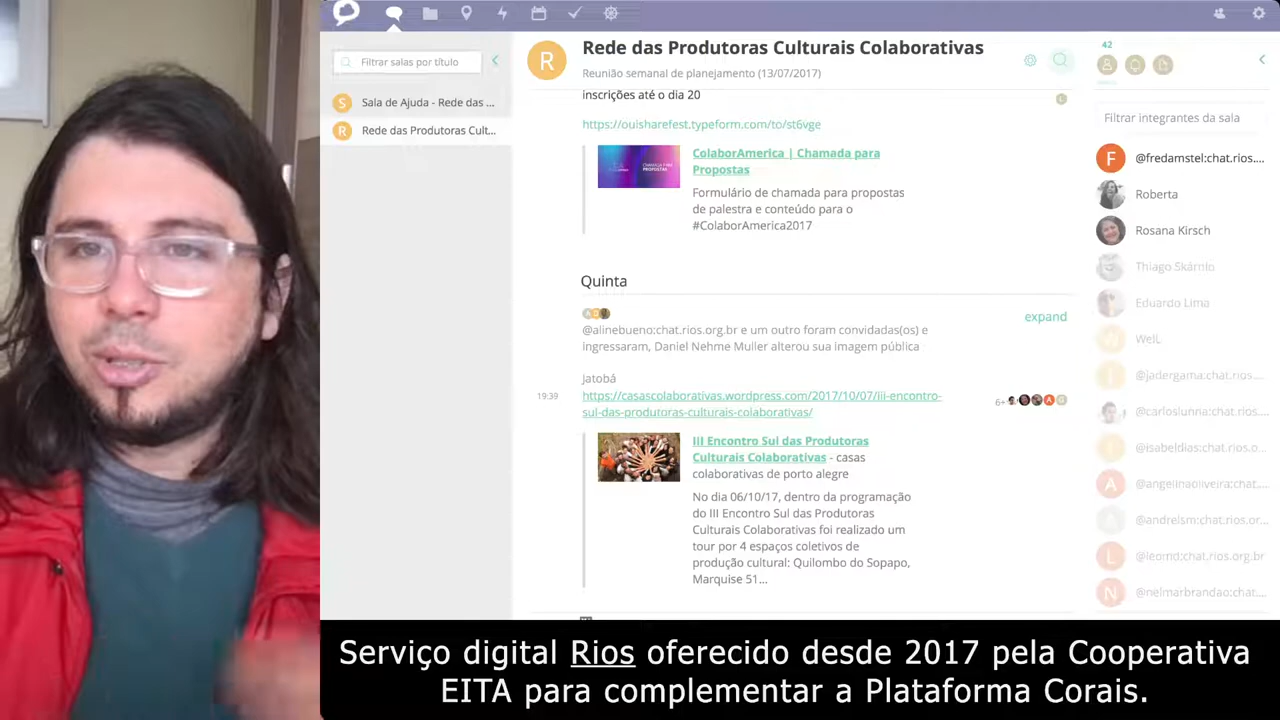 Filtrar salas por título
S
Sala de Ajuda - Rede das ...
R
Rede das Produtoras Cult...
R
Rede das Produtoras Culturais Colaborativas
Reunião semanal de planejamento (13/07/2017)
inscrições até o dia 20
L
https://ouisharefest.typeform.com/to/st6vge
ColaborAmerica | Chamada para
Propostas
Formulário de chamada para propostas
de palestra e conteúdo para o
#ColaborAmerica2017
Quinta
@alinebueno:chat.rios.org.br e um outro foram convidadas(os) e
ingressaram, Daniel Nehme Muller alterou sua imagem pública
expand
Jatobá
19:39
https://casascolaborativas.wordpress.com/2017/10/07/iii-encontro-
sul-das-produtoras-culturais-colaborativas/
6+
III Encontro Sul das Produtoras
Culturais Colaborativas - casas
colaborativas de porto alegre
No dia 06/10/17, dentro da programação
do III Encontro Sul das Produtoras
Culturais Colaborativas foi realizado um
tour por 4 espaços coletivos de
produção cultural: Quilombo do Sopapo,
Marquise 51...
42
Filtrar integrantes da sala
F
@fredamstel:chat.rios....
Roberta
Rosana Kirsch
Thiago Skárnio
Eduardo Lima
WelL
@jadergama:chat.rios...
@carloslunna:chat.rios...
@isabeldias:chat.rios.o...
A
@angelinaoliveira:chat....
@andreism:chat.rios.or...
L
@leomd:chat.rios.org.br
N
@nelmarbrandao:chat....
Serviço digital Rios oferecido desde 2017 pela Cooperativa
EITA para complementar a Plataforma Corais.